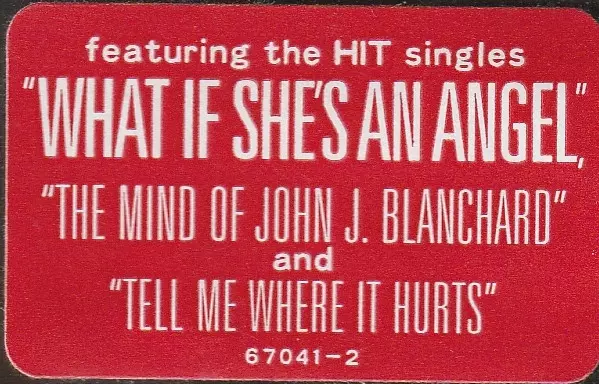 featuring the HIT singles
"WHAT IF SHE'S AN ANGEL,"
"THE MIND OF JOHN J. BLANCHARD"
and
"TELL ME WHERE IT HURTS"
67041-2